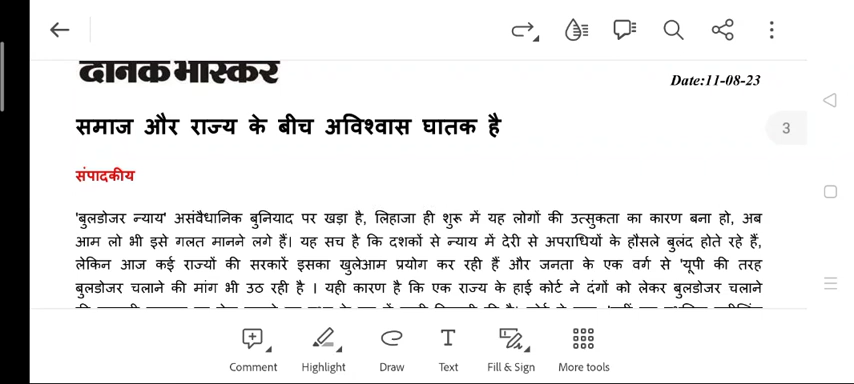 दैनिक भास्कर
Date:11-08-23
समाज और राज्य के बीच अविश्वास घातक है
3
संपादकीय
'बुलडोजर न्याय' असंवैधानिक बुनियाद पर खड़ा है, लिहाजा ही शुरू में यह लोगों की उत्सुकता का कारण बना हो, अब
आम लो भी इसे गलत मानने लगे हैं। यह सच है कि दशकों से न्याय में देरी से अपराधियों के हौसले बुलंद होते रहे हैं,
लेकिन आज कई राज्यों की सरकारें इसका खुलेआम प्रयोग कर रही हैं और जनता के एक वर्ग से 'यूपी की तरह
बुलडोजर चलाने की मांग भी उठ रही है । यही कारण है कि एक राज्य के हाई कोर्ट ने दंगों को लेकर बुलडोजर चलाने
Comment Highlight Draw Text Fill & Sign More tools